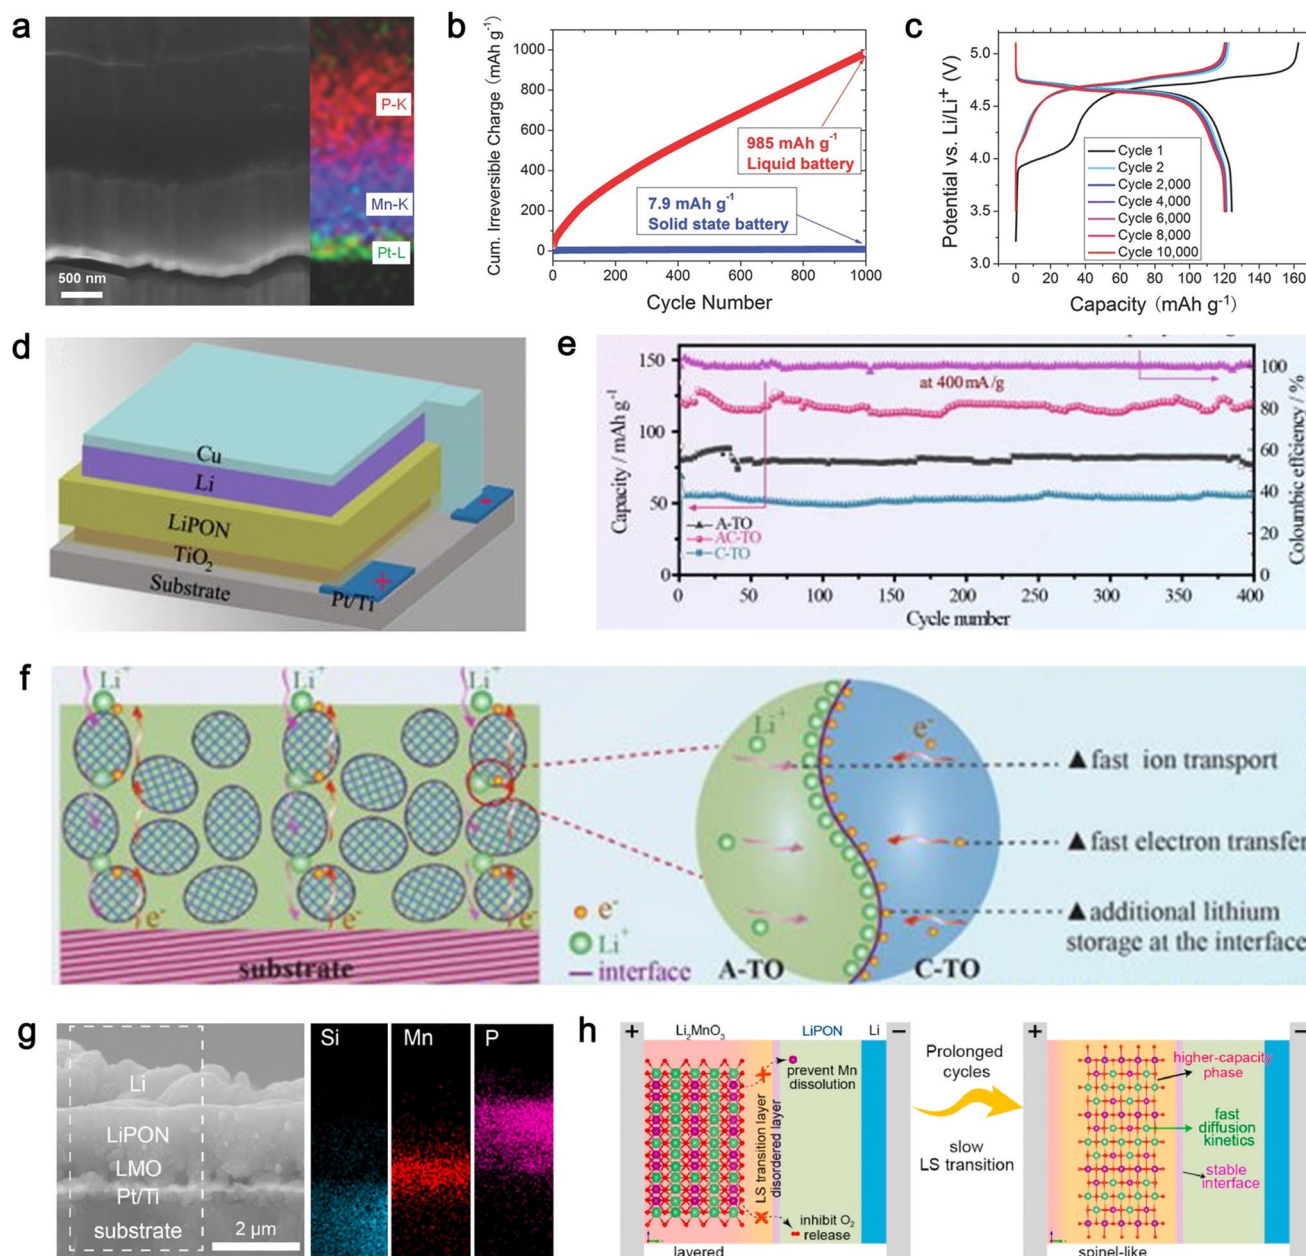 a
P-K
Mn-K
Pt-L
500 nm
b
Cum. Irreversible Charge (mAh g-1)
1000
800
600
400
200
0
985 mAh g-1
Liquid battery
7.9 mAh g-1
Solid state battery
0 200 400 600 800 1000
Cycle Number
c
Potential vs. Li/Li+ (V)
5.0
4.5
4.0
3.5
3.0
Cycle 1
Cycle 2
Cycle 2,000
Cycle 4,000
Cycle 6,000
Cycle 8,000
Cycle 10,000
0 20 40 60 80 100 120 140 160
Capacity (mAh g-1)
d
Cu
Li
LiPON
TiO2
Substrate
Pt/Ti
+
-
e
Capacity / mAh g-1
150
100
50
0
at 400 mA/g
A-TO
AC-TO
C-TO
100
80
60
40
20
0
Coloumbic effciency / %
0 50 100 150 200 250 300 350 400
Cycle number
f
Li+ Li+ Li+
e- e- e-
substrate
e-
Li+
interface
Li+
e-
A-TO C-TO
▲ fast ion transport
▲ fast electron transfer
▲ additional lithium
storage at the interface
g
Li
LiPON
LMO
Pt/Ti
substrate
2 μm
Si
Mn
P
h
+
Li2MnO3
LiPON
Li
−
prevent Mn
dissolution
LS transition layer
disordered layer
inhibit O2
release
layered
Prolonged
cycles
slow
LS transition
+
−
higher-capacity
phase
fast
diffusion
kinetics
stable
interface
spinel-like